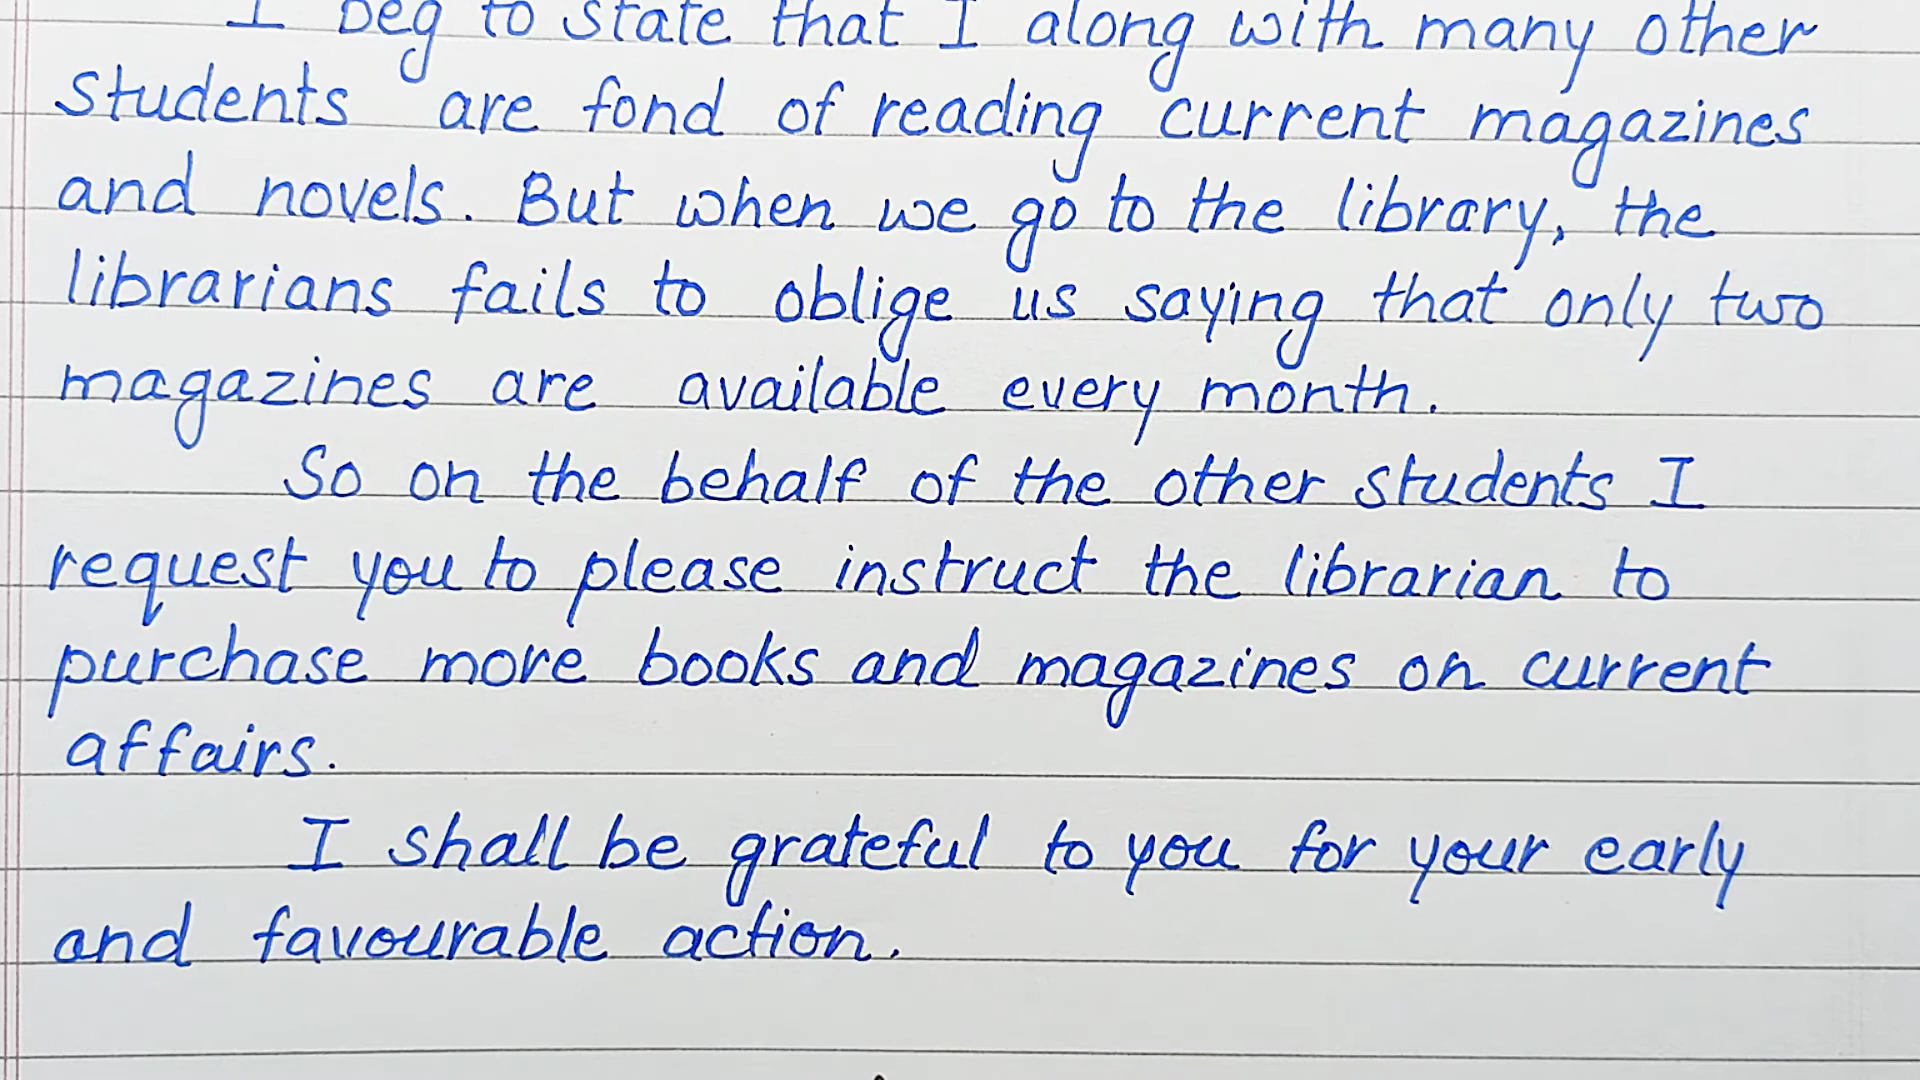 I beg to state that I along with many other
students are fond of reading current magazines
and novels. But when we go to the library, the
librarians fails to oblige us saying that only two
magazines are available every month.
So on the behalf of the other students I
request you to please instruct the librarian to
purchase more books and magazines on current
affairs.
I shall be grateful to you for your early
and favourable action.